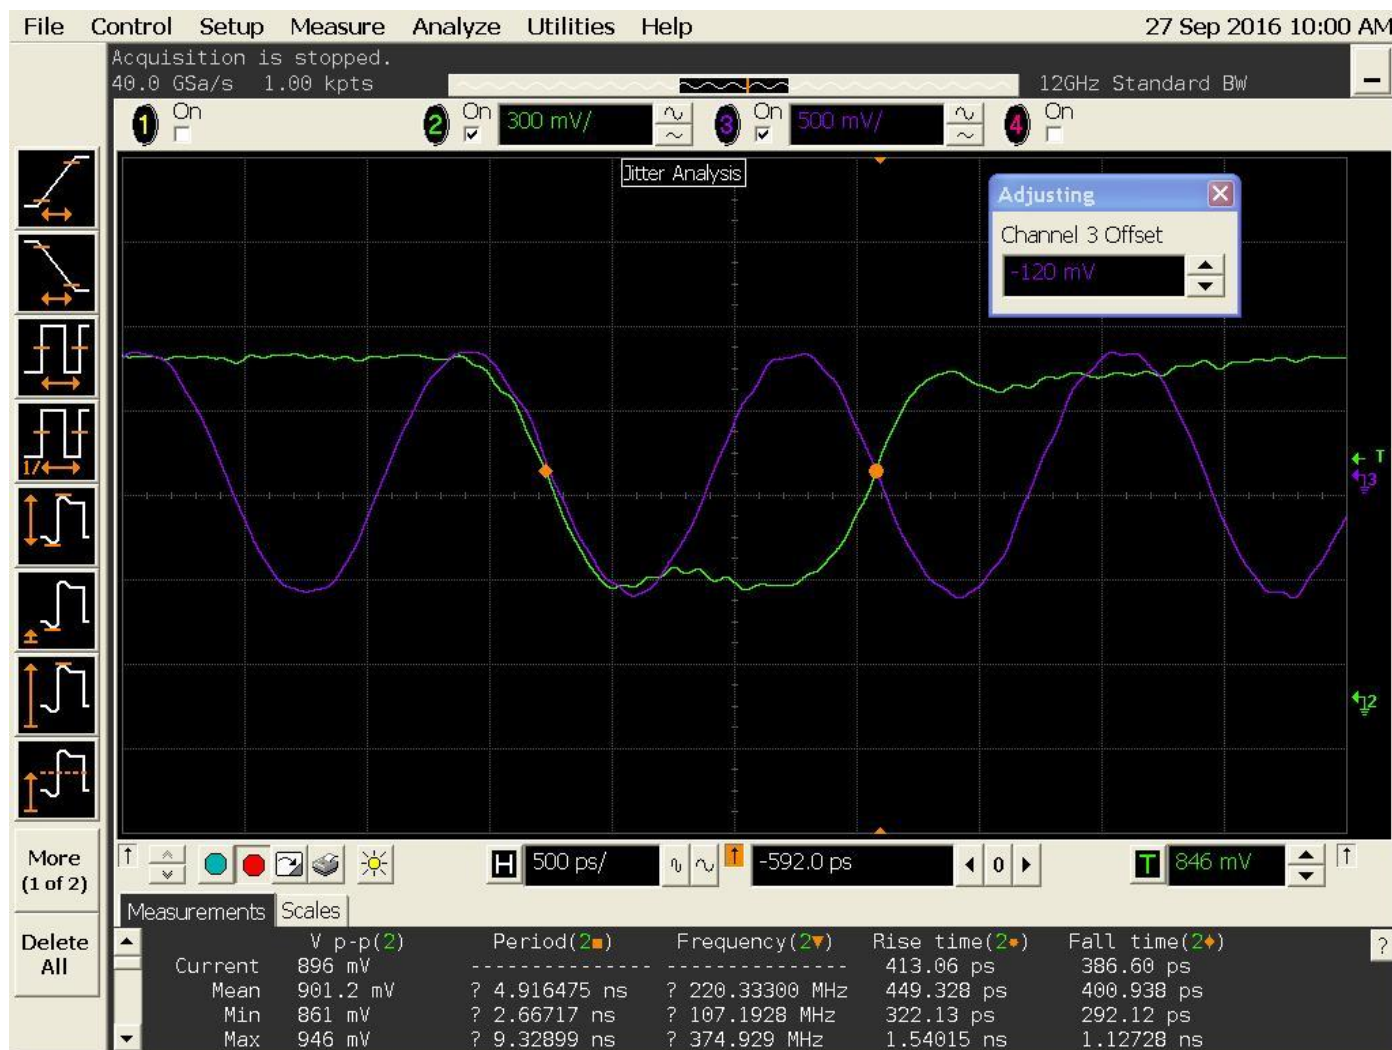 File Control Setup Measure Analyze Utilities Help 27 Sep 2016 10:00 AM
Acquisition is stopped.
40.0 GSa/s 1.00 kpts 12GHz Standard BW
1 On 2 On 300 mV/ 3 On 500 mV/ 4 On
Jitter Analysis
Adjusting
Channel 3 Offset
-120 mV
T
3
2
1/
More
(1 of 2)
Delete
All
H 500 ps/ -592.0 ps 0 T 846 mV
Measurements Scales
V p-p(2) Period(2) Frequency(2) Rise time(2) Fall time(2) ?
Current 896 mV --------------- --------------- 413.06 ps 386.60 ps
Mean 901.2 mV ? 4.916475 ns ? 220.33300 MHz 449.328 ps 400.938 ps
Min 861 mV ? 2.66717 ns ? 107.1928 MHz 322.13 ps 292.12 ps
Max 946 mV ? 9.32899 ns ? 374.929 MHz 1.54015 ns 1.12728 ns